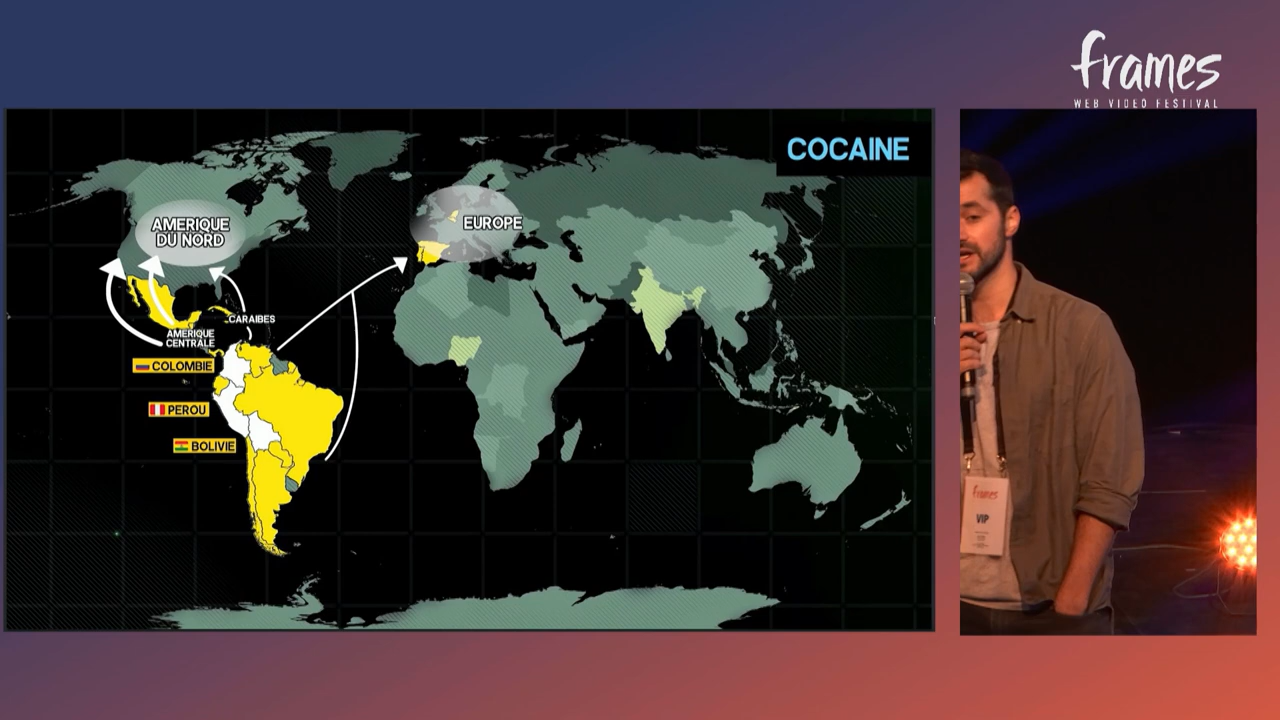 frames
WEB VIDEO FESTIVAL
COCAINE
AMERIQUE
DU NORD
EUROPE
CARAIBES
AMERIQUE
CENTRALE
COLOMBIE
PEROU
BOLIVIE
frames
VIP